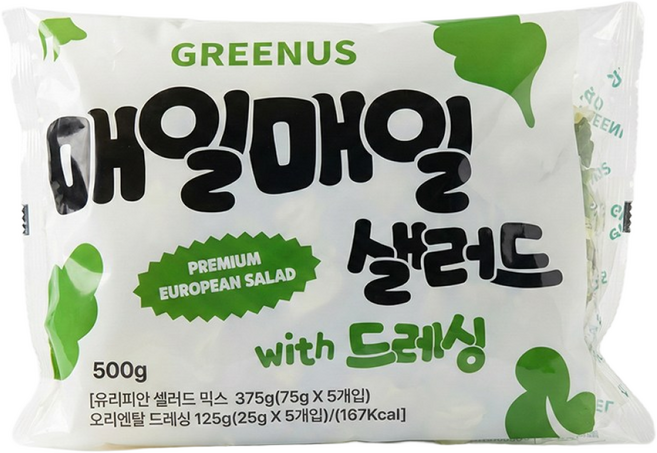 GREENUS
매일매일
샐러드
PREMIUM
EUROPEAN SALAD
with 드레싱
500g
[유리피안 셀러드 믹스 375g(75g X 5개입)
오리엔탈 드레싱 125g(25g X 5개입)/(167Kcal]